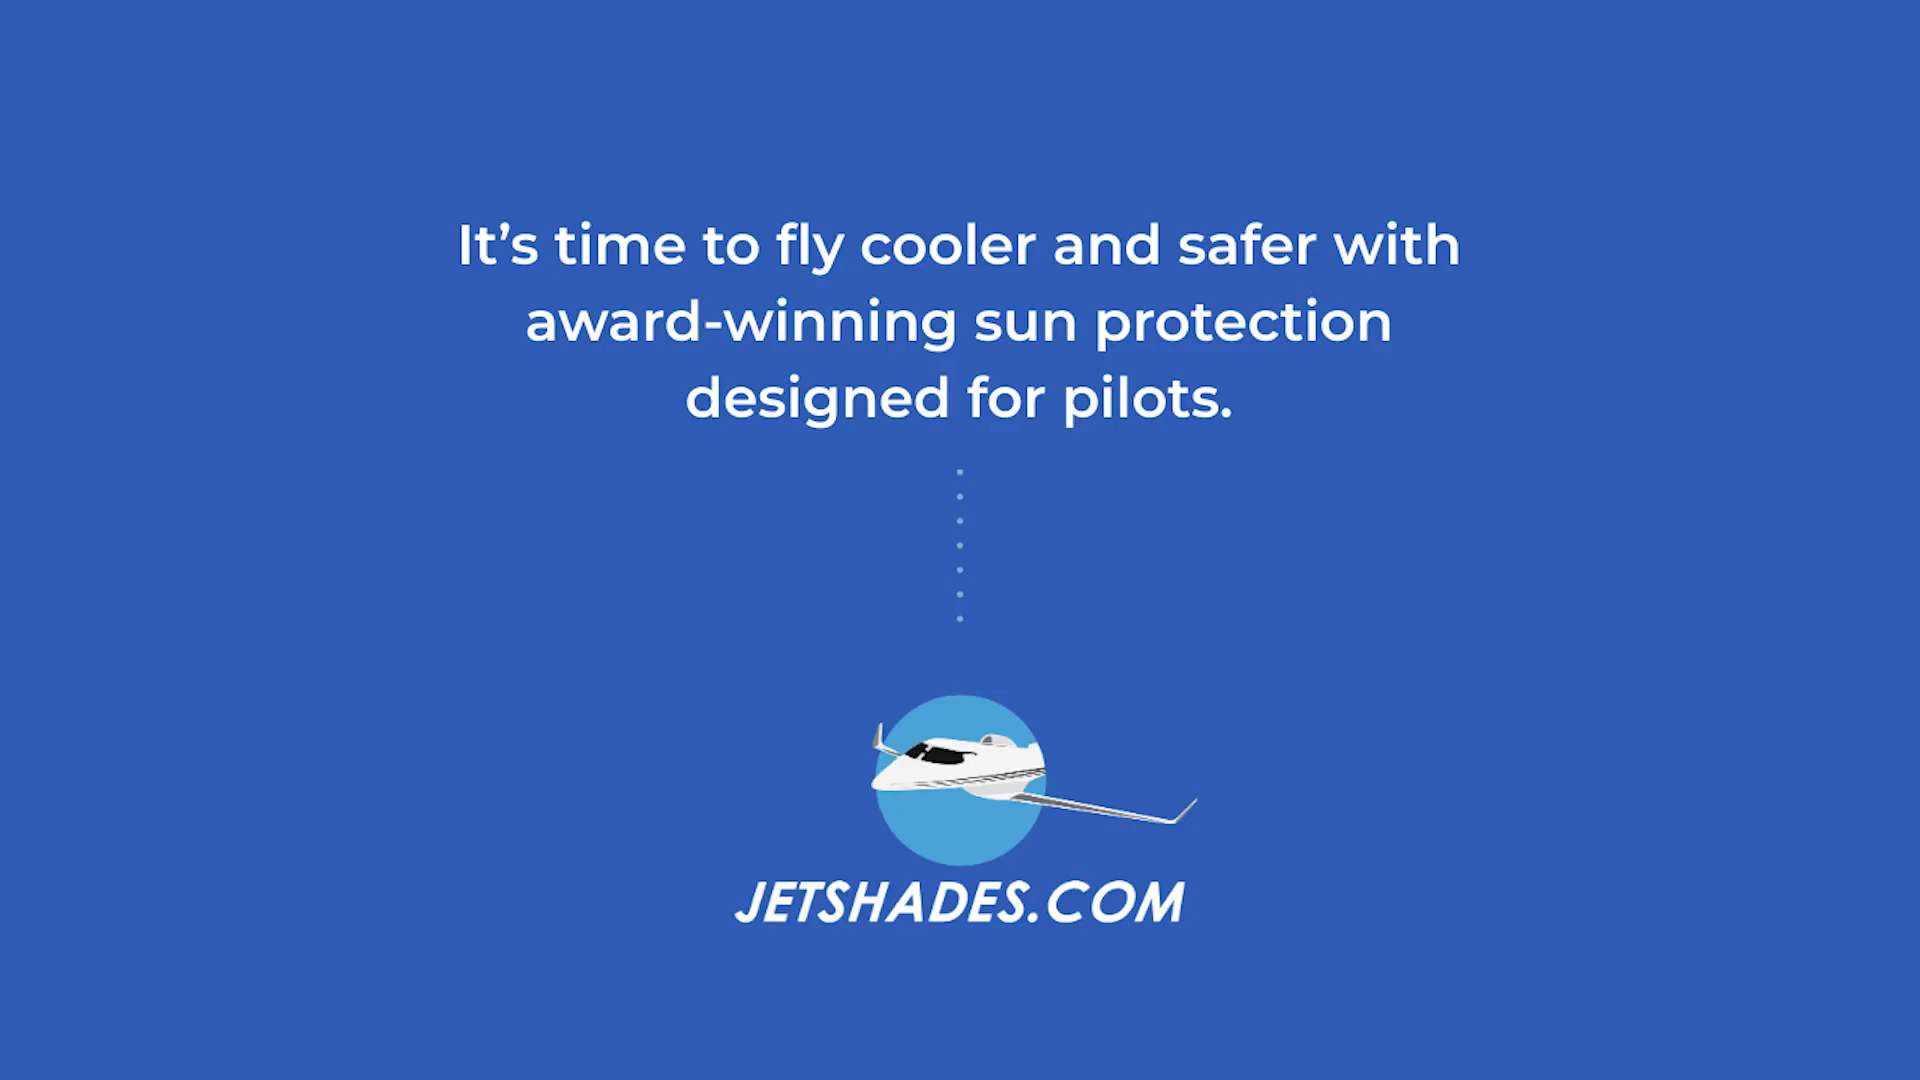 It’s time to fly cooler and safer with
award-winning sun protection
designed for pilots.
JETSHADES.COM